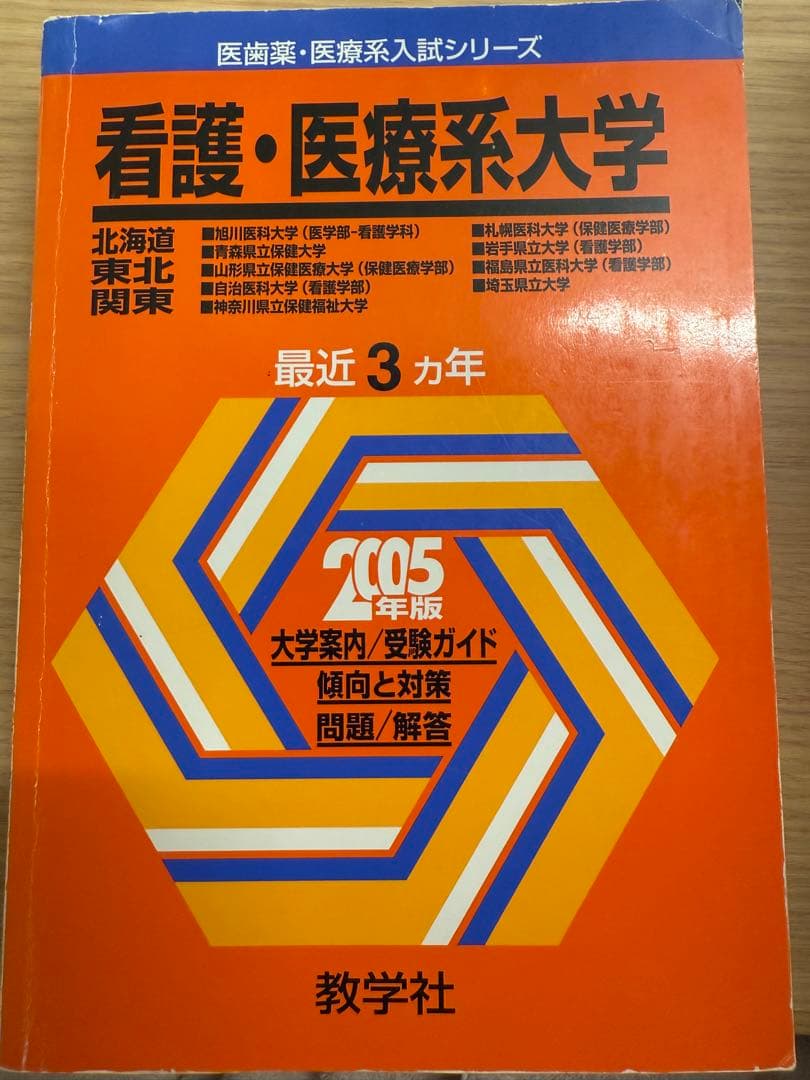 医歯薬・医療系入試シリーズ
看護・医療系大学
北海道
東北
関東
■旭川医科大学（医学部-看護学科）
■青森県立保健大学
■山形県立保健医療大学（保健医療学部）
■自治医科大学（看護学部）
■神奈川県立保健福祉大学
■札幌医科大学（保健医療学部）
■岩手県立大学（看護学部）
■福島県立医科大学（看護学部）
■埼玉県立大学
最近3ヵ年
2005
年版
大学案内/受験ガイド
傾向と対策
問題/解答
教学社